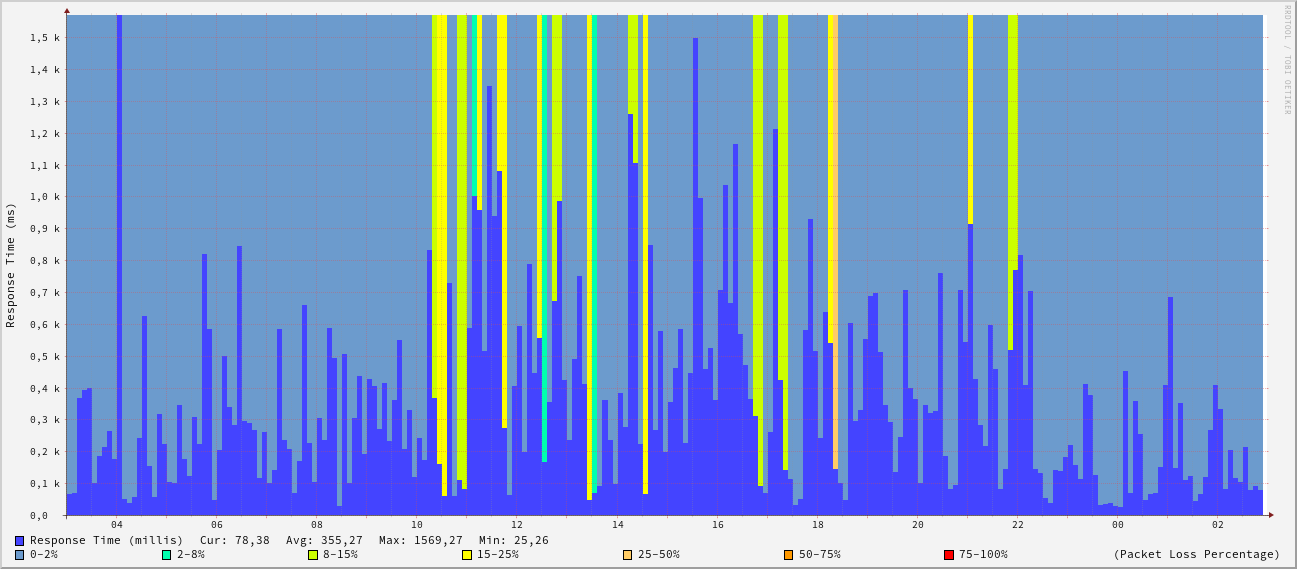 RRDTOOL / TOBI OETIKER
Response Time (ms)
1,5 k
1,4 k
1,3 k
1,2 k
1,1 k
1,0 k
0,9 k
0,8 k
0,7 k
0,6 k
0,5 k
0,4 k
0,3 k
0,2 k
0,1 k
0,0
04 06 08 10 12 14 16 18 20 22 00 02
Response Time (millis) Cur: 78,38 Avg: 355,27 Max: 1569,27 Min: 25,26
0-2% 2-8% 8-15% 15-25% 25-50% 50-75% 75-100% (Packet Loss Percentage)